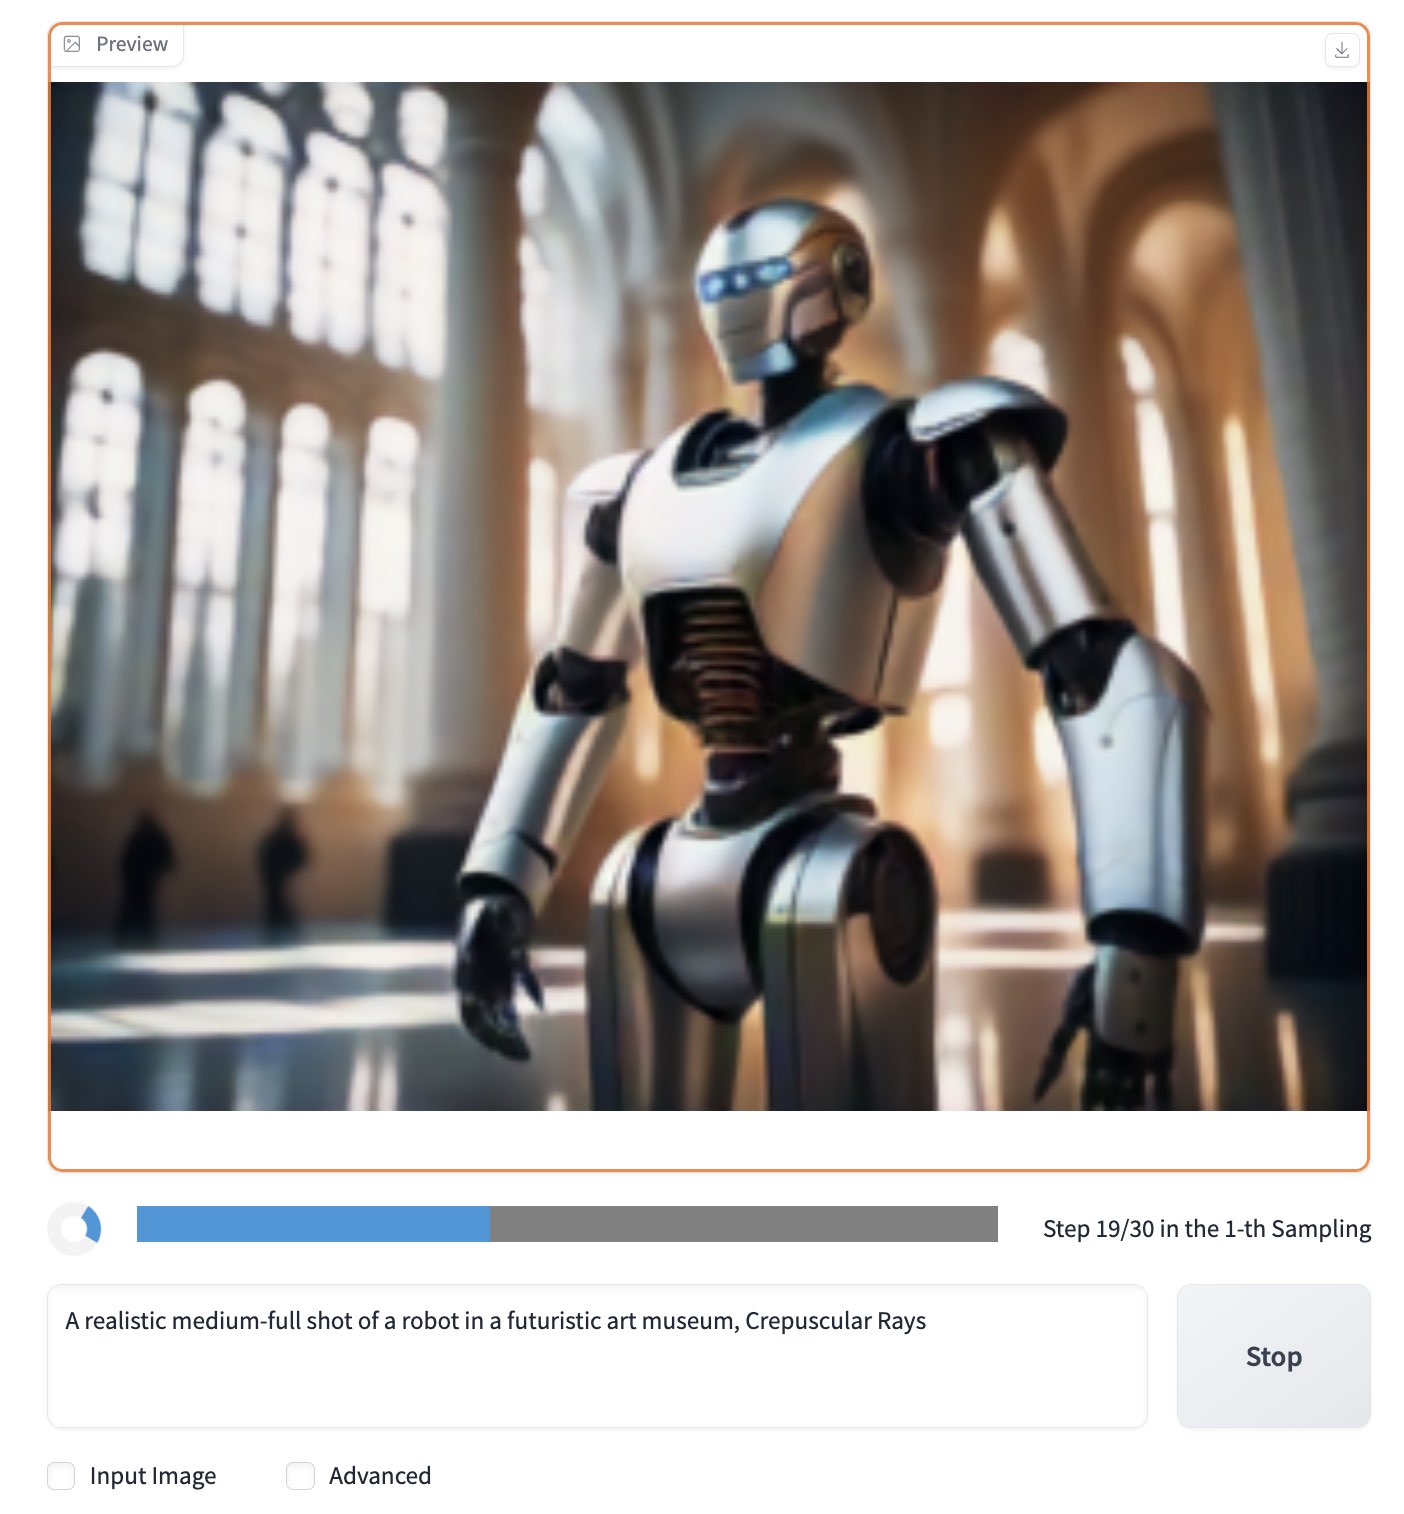 Preview
Step 19/30 in the 1-th Sampling
A realistic medium-full shot of a robot in a futuristic art museum, Crepuscular Rays
Stop
Input Image
Advanced